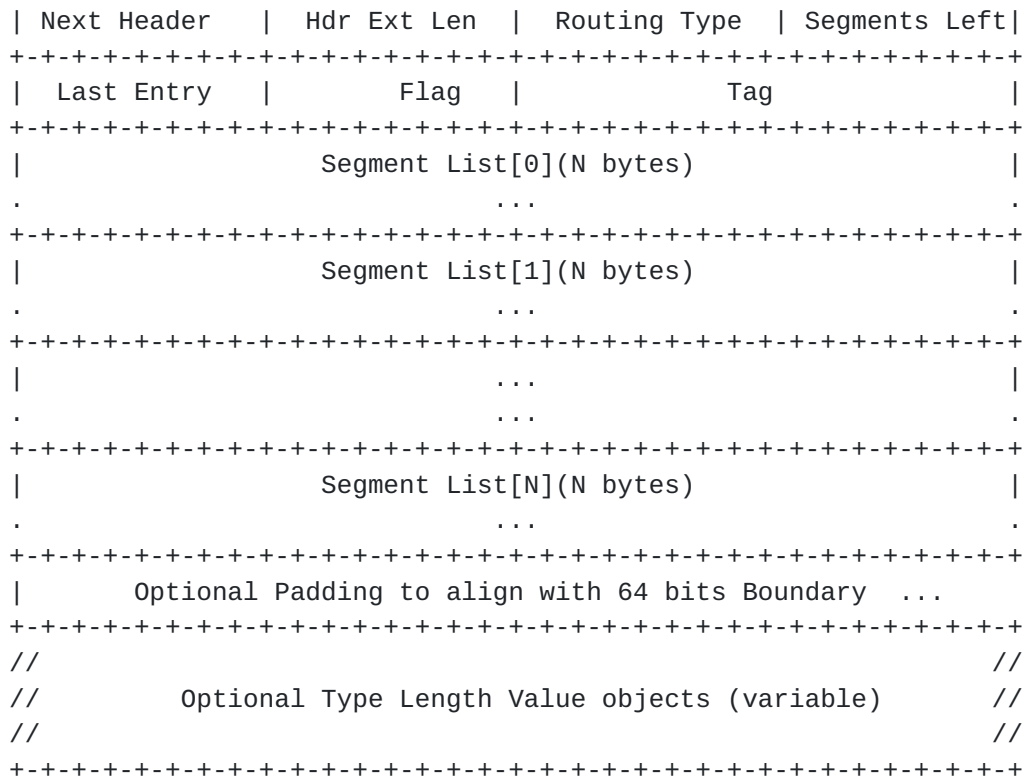 | Next Header   |  Hdr Ext Len  |  Routing Type  | Segments Left|
+-+-+-+-+-+-+-+-+-+-+-+-+-+-+-+-+-+-+-+-+-+-+-+-+-+-+-+-+-+-+-+-+
|  Last Entry   |        Flag   |             Tag               |
+-+-+-+-+-+-+-+-+-+-+-+-+-+-+-+-+-+-+-+-+-+-+-+-+-+-+-+-+-+-+-+-+
|                   Segment List[0](N bytes)                    |
.                              ...                              .
+-+-+-+-+-+-+-+-+-+-+-+-+-+-+-+-+-+-+-+-+-+-+-+-+-+-+-+-+-+-+-+-+
|                   Segment List[1](N bytes)                    |
.                              ...                              .
+-+-+-+-+-+-+-+-+-+-+-+-+-+-+-+-+-+-+-+-+-+-+-+-+-+-+-+-+-+-+-+-+
|                              ...                              |
.                              ...                              .
+-+-+-+-+-+-+-+-+-+-+-+-+-+-+-+-+-+-+-+-+-+-+-+-+-+-+-+-+-+-+-+-+
|                   Segment List[N](N bytes)                    |
.                              ...                              .
+-+-+-+-+-+-+-+-+-+-+-+-+-+-+-+-+-+-+-+-+-+-+-+-+-+-+-+-+-+-+-+-+
|       Optional Padding to align with 64 bits Boundary  ...
+-+-+-+-+-+-+-+-+-+-+-+-+-+-+-+-+-+-+-+-+-+-+-+-+-+-+-+-+-+-+-+-+
//                                                             //
//         Optional Type Length Value objects (variable)       //
//                                                             //
+-+-+-+-+-+-+-+-+-+-+-+-+-+-+-+-+-+-+-+-+-+-+-+-+-+-+-+-+-+-+-+-+